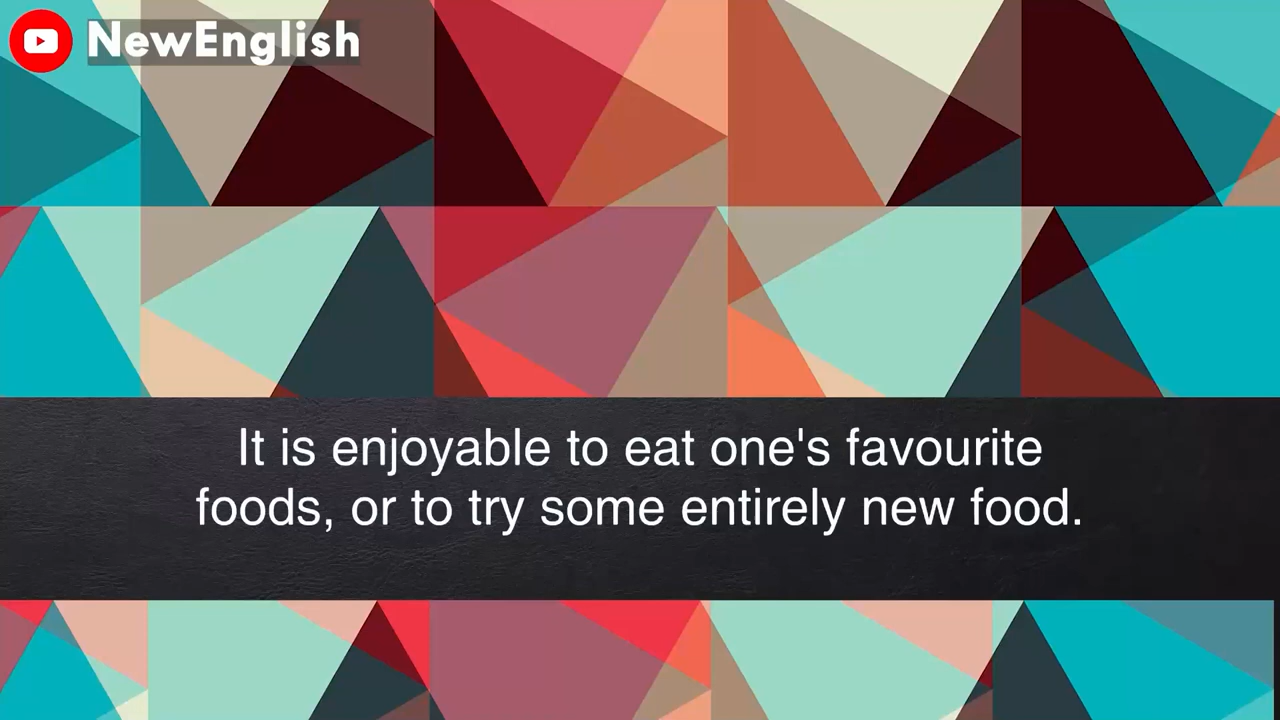 NewEnglish
It is enjoyable to eat one's favourite
foods, or to try some entirely new food.